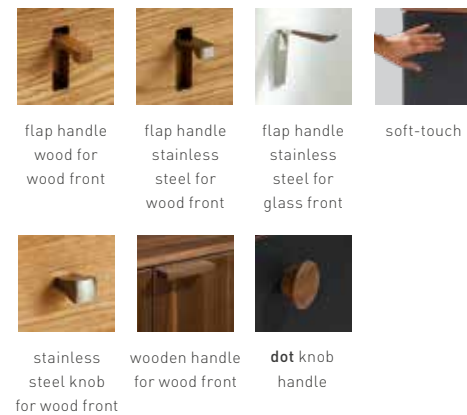 flap handle
wood for
wood front
flap handle
stainless
steel for
wood front
flap handle
stainless
steel for
glass front
soft-touch
stainless
steel knob
for wood front
wooden handle
for wood front
dot knob
handle